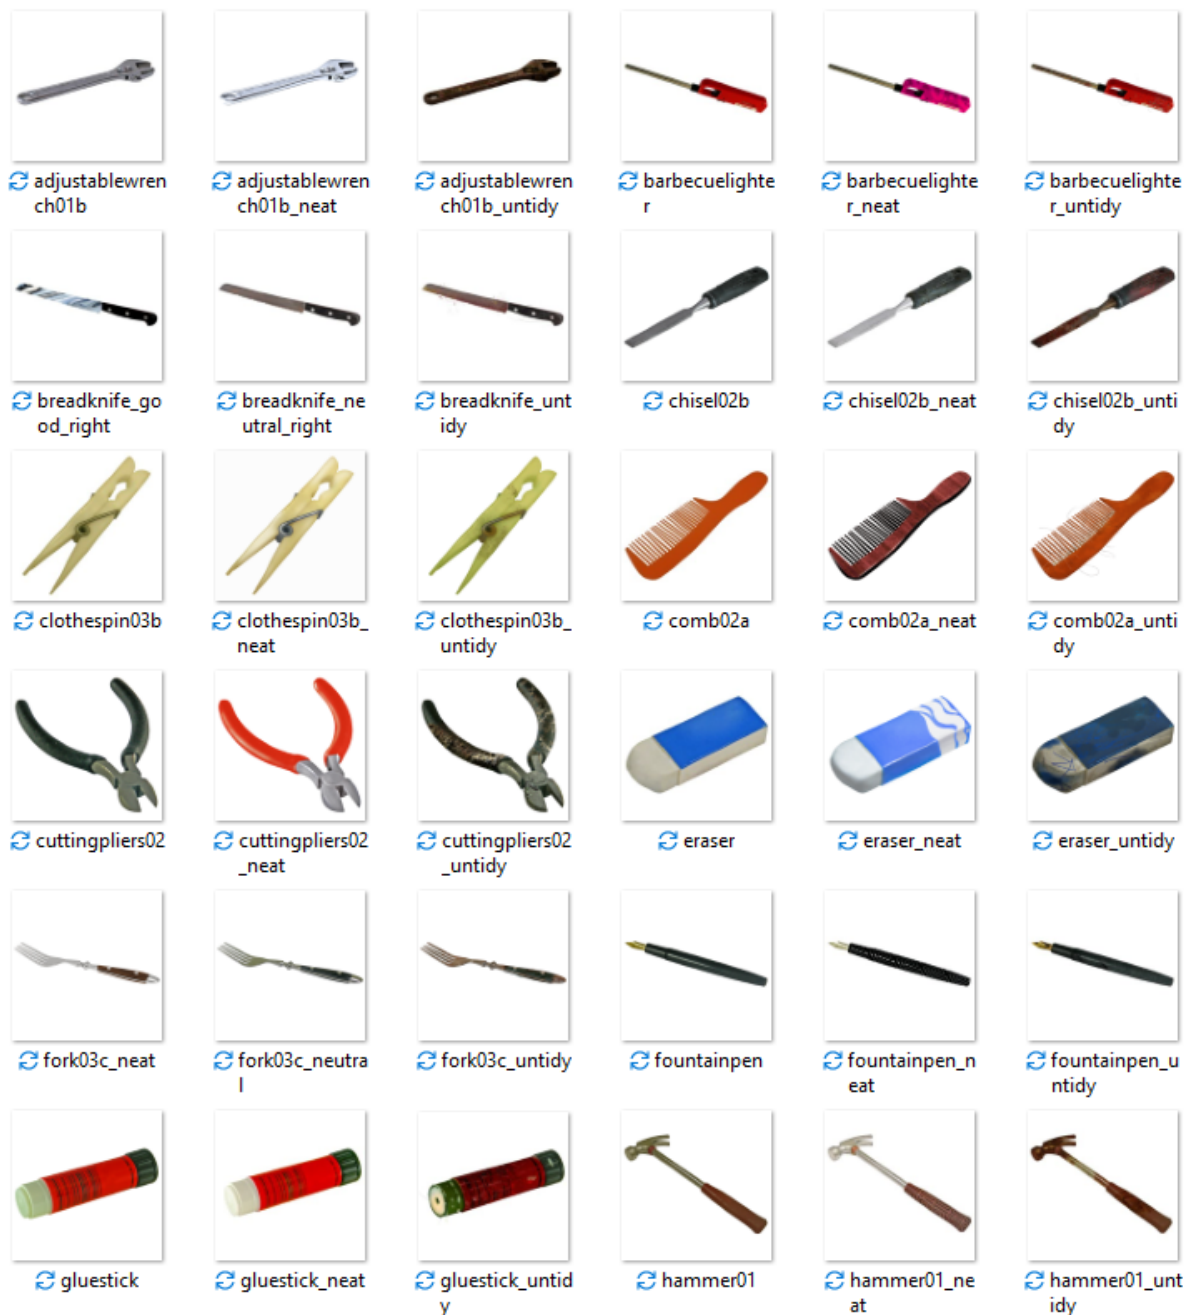 adjustablewren
ch01b
adjustablewren
ch01b_neat
adjustablewren
ch01b_untidy
barbecuelighte
r
barbecuelighte
r_neat
barbecuelighte
r_untidy
breadknife_go
od_right
breadknife_ne
utral_right
breadknife_unt
idy
chisel02b
chisel02b_neat
chisel02b_unti
dy
clothespin03b
clothespin03b_
neat
clothespin03b_
untidy
comb02a
comb02a_neat
comb02a_unti
dy
cuttingpliers02
cuttingpliers02
_neat
cuttingpliers02
_untidy
eraser
eraser_neat
eraser_untidy
fork03c_neat
fork03c_neutra
l
fork03c_untidy
fountainpen
fountainpen_n
eat
fountainpen_u
ntidy
gluestick
gluestick_neat
gluestick_untid
y
hammer01
hammer01_ne
at
hammer01_unt
idy